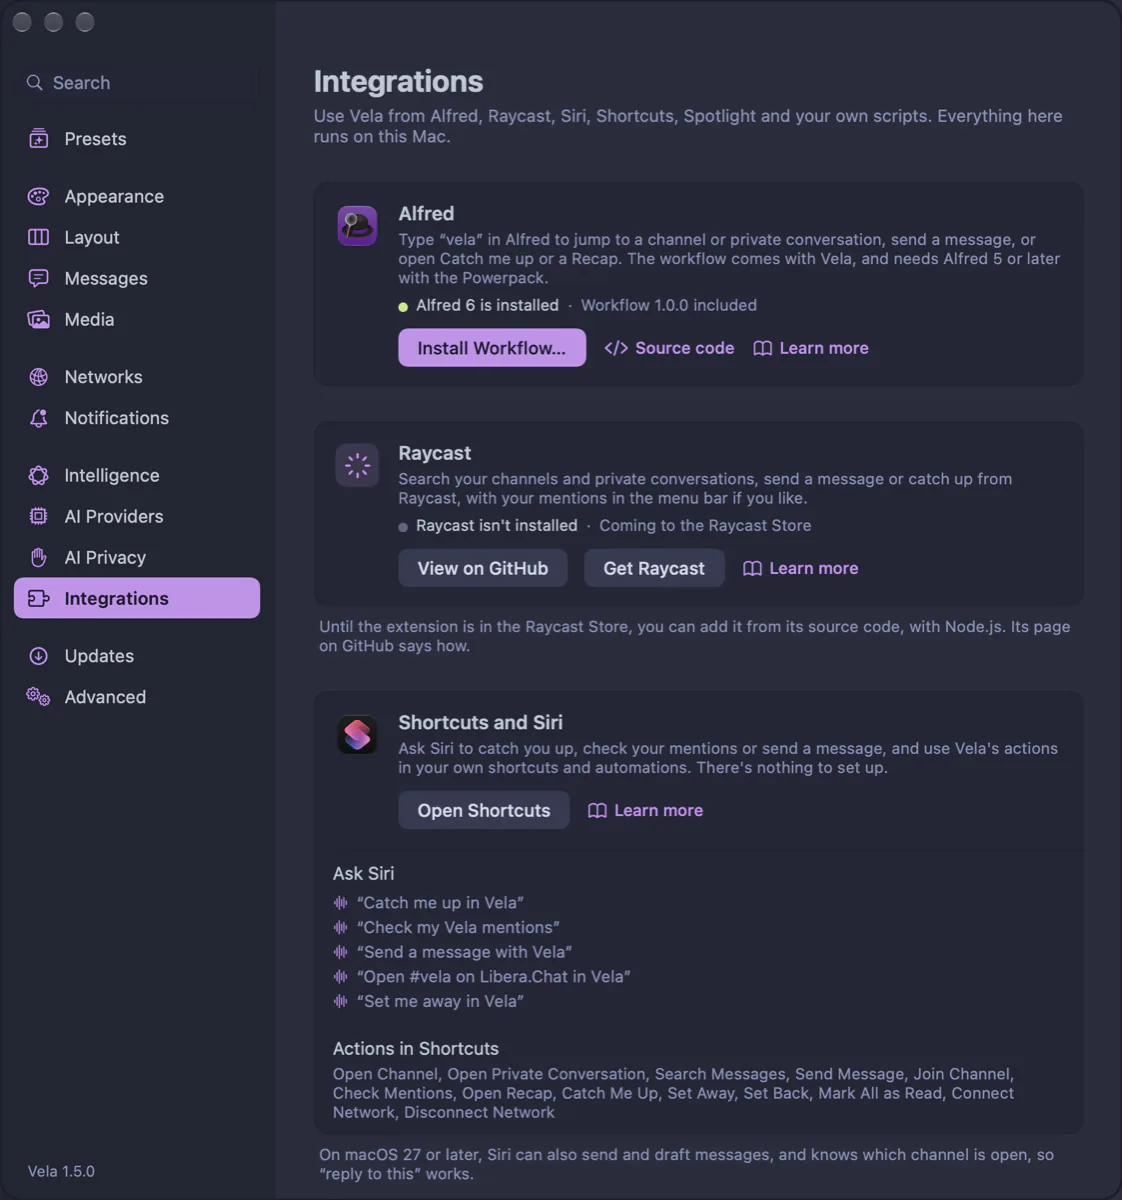 Search
Presets
Appearance
Layout
Messages
Media
Networks
Notifications
Intelligence
AI Providers
AI Privacy
Integrations
Updates
Advanced
Vela 1.5.0
Integrations
Use Vela from Alfred, Raycast, Siri, Shortcuts, Spotlight and your own scripts. Everything here
runs on this Mac.
Alfred
Type “vela” in Alfred to jump to a channel or private conversation, send a message, or
open Catch me up or a Recap. The workflow comes with Vela, and needs Alfred 5 or later
with the Powerpack.
Alfred 6 is installed · Workflow 1.0.0 included
Install Workflow... </> Source code Learn more
Raycast
Search your channels and private conversations, send a message or catch up from
Raycast, with your mentions in the menu bar if you like.
Raycast isn't installed · Coming to the Raycast Store
View on GitHub Get Raycast Learn more
Until the extension is in the Raycast Store, you can add it from its source code, with Node.js. Its page
on GitHub says how.
Shortcuts and Siri
Ask Siri to catch you up, check your mentions or send a message, and use Vela's actions
in your own shortcuts and automations. There's nothing to set up.
Open Shortcuts Learn more
Ask Siri
“Catch me up in Vela”
“Check my Vela mentions”
“Send a message with Vela”
“Open #vela on Libera.Chat in Vela”
“Set me away in Vela”
Actions in Shortcuts
Open Channel, Open Private Conversation, Search Messages, Send Message, Join Channel,
Check Mentions, Open Recap, Catch Me Up, Set Away, Set Back, Mark All as Read, Connect
Network, Disconnect Network
On macOS 27 or later, Siri can also send and draft messages, and knows which channel is open, so
“reply to this” works.